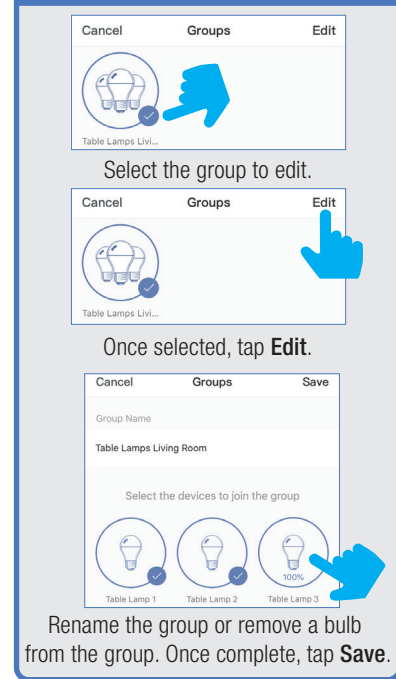 Cancel Groups Edit
Table Lamps Livi...
Select the group to edit.
Cancel Groups Edit
Table Lamps Livi...
Once selected, tap Edit.
Cancel Groups Save
Group Name
Table Lamps Living Room
Select the devices to join the group
100%
Table Lamp 1 Table Lamp 2 Table Lamp 3
Rename the group or remove a bulb
from the group. Once complete, tap Save.